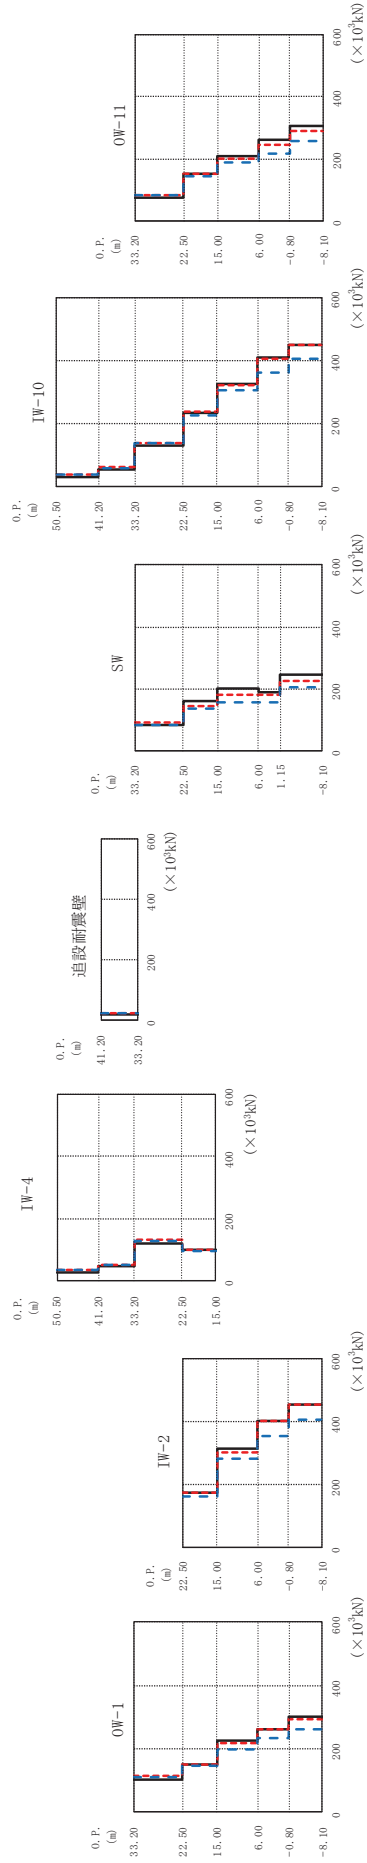 OW-1
O.P.
(m)
33.20
22.50
15.00
6.00
-0.80
-8.10
0
200
400
600
(×10³kN)
IW-2
O.P.
(m)
22.50
15.00
6.00
-0.80
-8.10
0
200
400
600
(×10³kN)
IW-4
O.P.
(m)
50.50
41.20
33.20
22.50
15.00
0
200
400
600
(×10³kN)
追設耐震壁
O.P.
(m)
41.20
33.20
0
200
400
600
(×10³kN)
SW
O.P.
(m)
33.20
22.50
15.00
6.00
1.15
-8.10
0
200
400
600
(×10³kN)
IW-10
O.P.
(m)
50.50
41.20
33.20
22.50
15.00
6.00
-0.80
-8.10
0
200
400
600
(×10³kN)
OW-11
O.P.
(m)
33.20
22.50
15.00
6.00
-0.80
-8.10
0
200
400
600
(×10³kN)